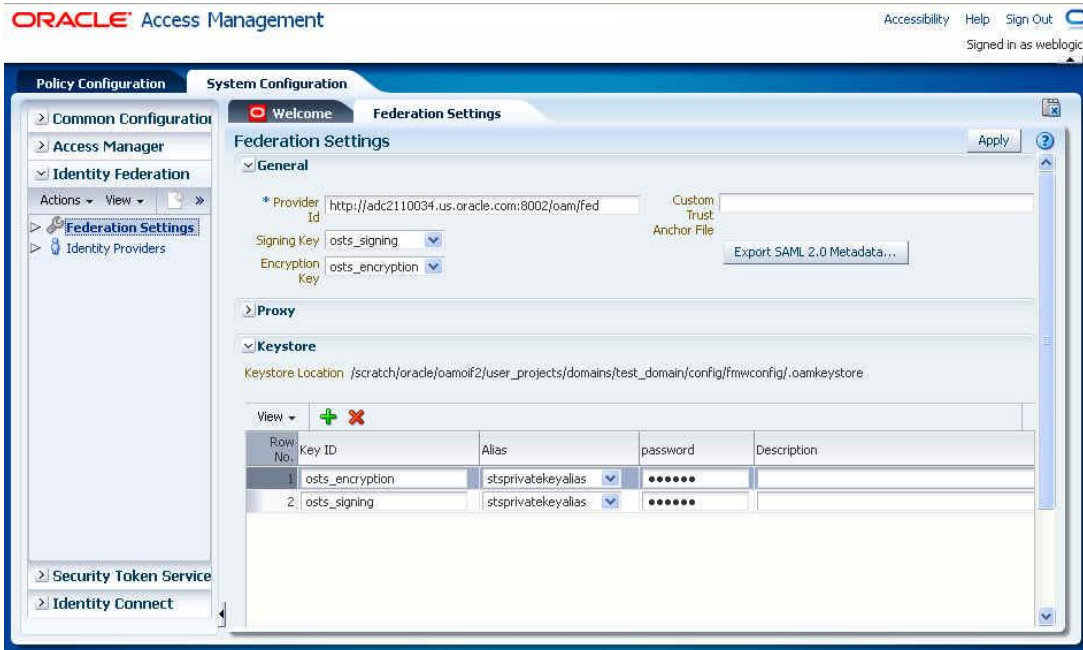 ORACLE Access Management
Accessibility Help Sign Out
Signed in as weblogic
Policy Configuration System Configuration
Common Configuration
Access Manager
Identity Federation
Actions View »
Federation Settings
Identity Providers
Security Token Service
Identity Connect
Welcome Federation Settings
Federation Settings Apply
General
* Provider Id http://adc2110034.us.oracle.com:8002/oam/fed
Custom Trust Anchor File
Signing Key osts_signing
Encryption Key osts_encryption
Export SAML 2.0 Metadata...
Proxy
Keystore
Keystore Location /scratch/oracle/oamoif2/user_projects/domains/test_domain/config/fmwconfig/.oamkeystore
View
Row No. Key ID Alias password Description
1 osts_encryption stsprivatekeyalias ●●●●●●
2 osts_signing stsprivatekeyalias ●●●●●●